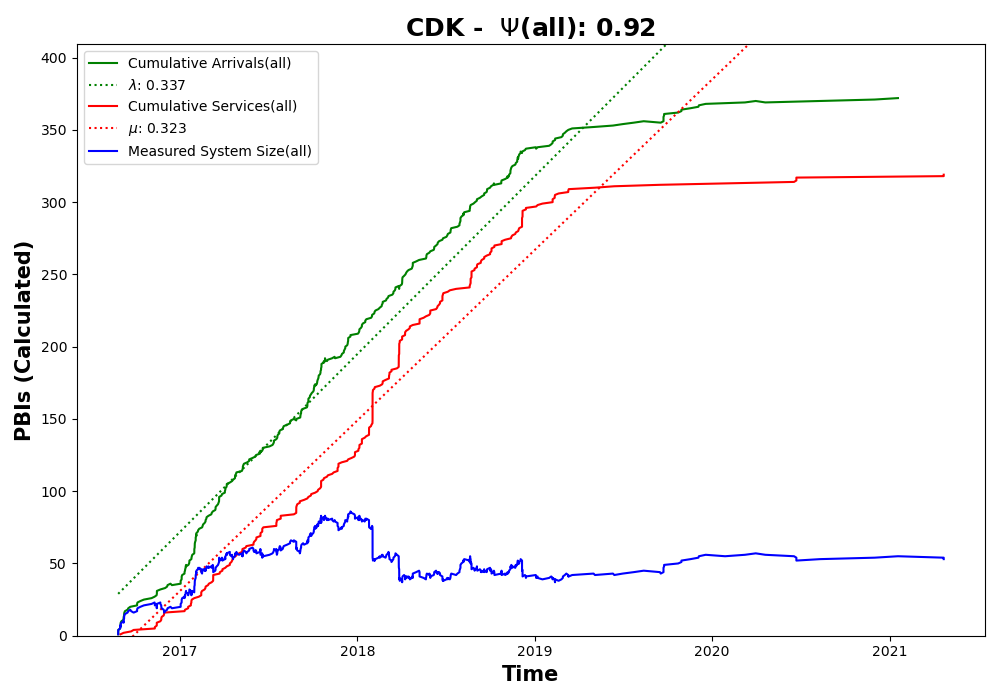 CDK - Ψ(all): 0.92
Cumulative Arrivals(all)
λ: 0.337
Cumulative Services(all)
μ: 0.323
Measured System Size(all)
PBIs (Calculated)
400
350
300
250
200
150
100
50
0
2017 2018 2019 2020 2021
Time